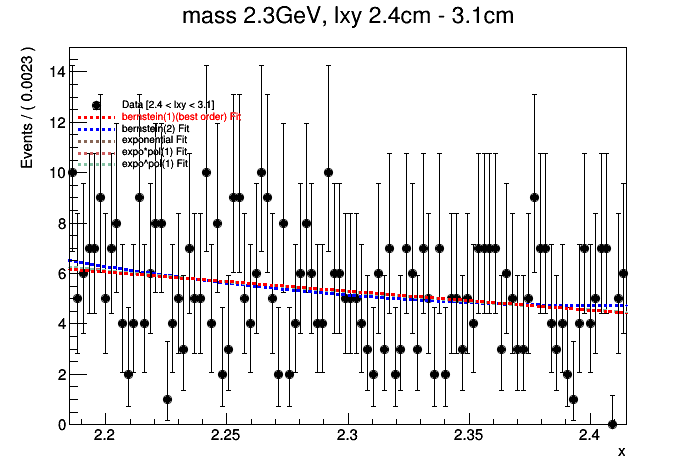 mass 2.3GeV, lxy 2.4cm - 3.1cm
Events / ( 0.0023 )
14
12
10
8
6
4
2
0
Data [2.4 < lxy < 3.1]
bernstein(1)(best order) Fit
bernstein(2) Fit
exponential Fit
expo*pol(1) Fit
expo^pol(1) Fit
2.2 2.25 2.3 2.35 2.4
x